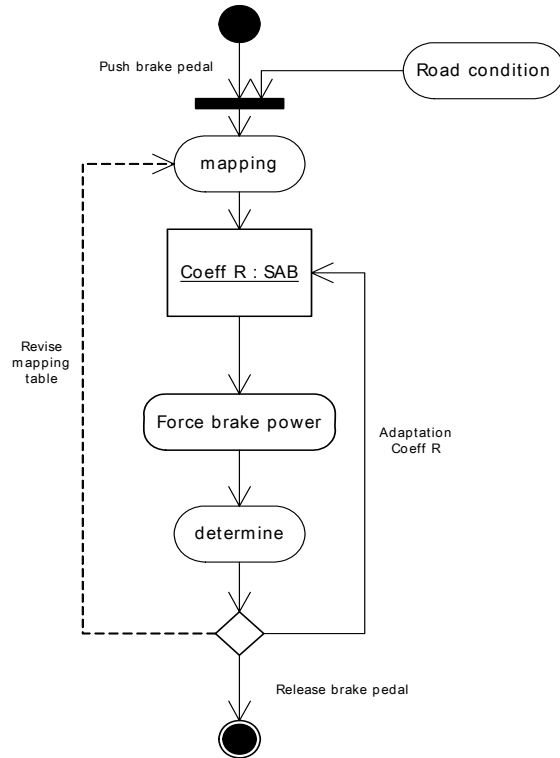 Push brake pedal
Road condition
mapping
Coeff R : SAB
Revise
mapping
table
Force brake power
Adaptation
Coeff R
determine
Release brake pedal